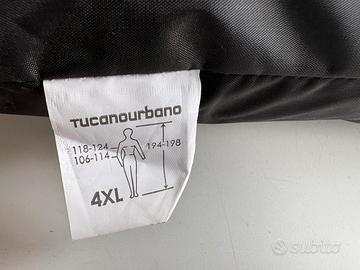 TUCANOURBANO
118-124
194-198
106-114
4XL
subito